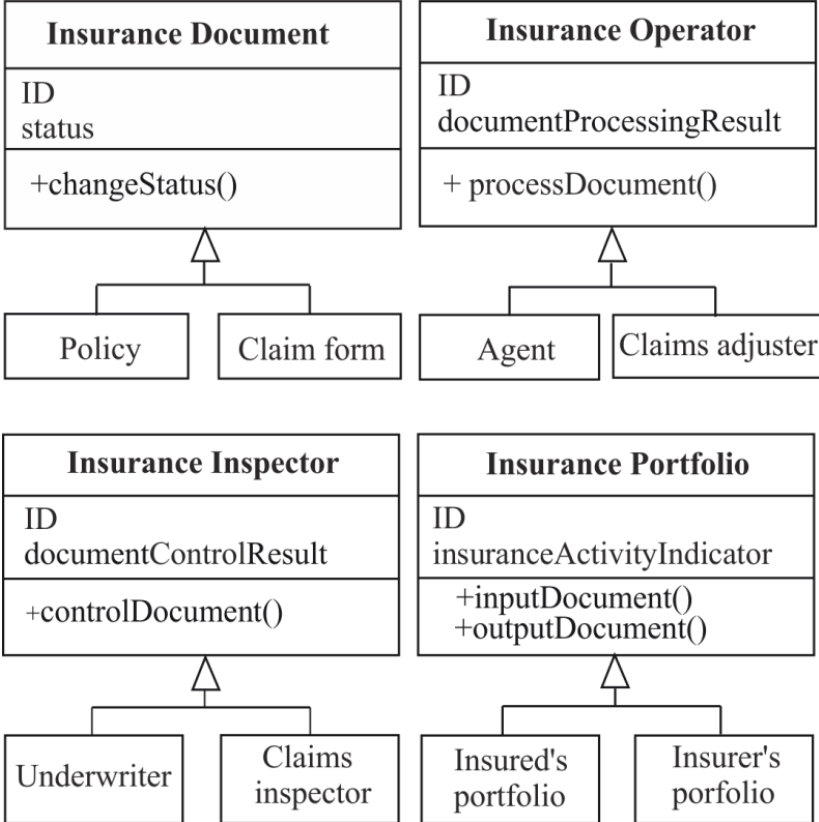 Insurance Document
ID
status
+changeStatus()
Policy
Claim form
Insurance Operator
ID
documentProcessingResult
+ processDocument()
Agent
Claims adjuster
Insurance Inspector
ID
documentControlResult
+controlDocument()
Underwriter
Claims
inspector
Insurance Portfolio
ID
insuranceActivityIndicator
+inputDocument()
+outputDocument()
Insured's
portfolio
Insurer's
porfolio